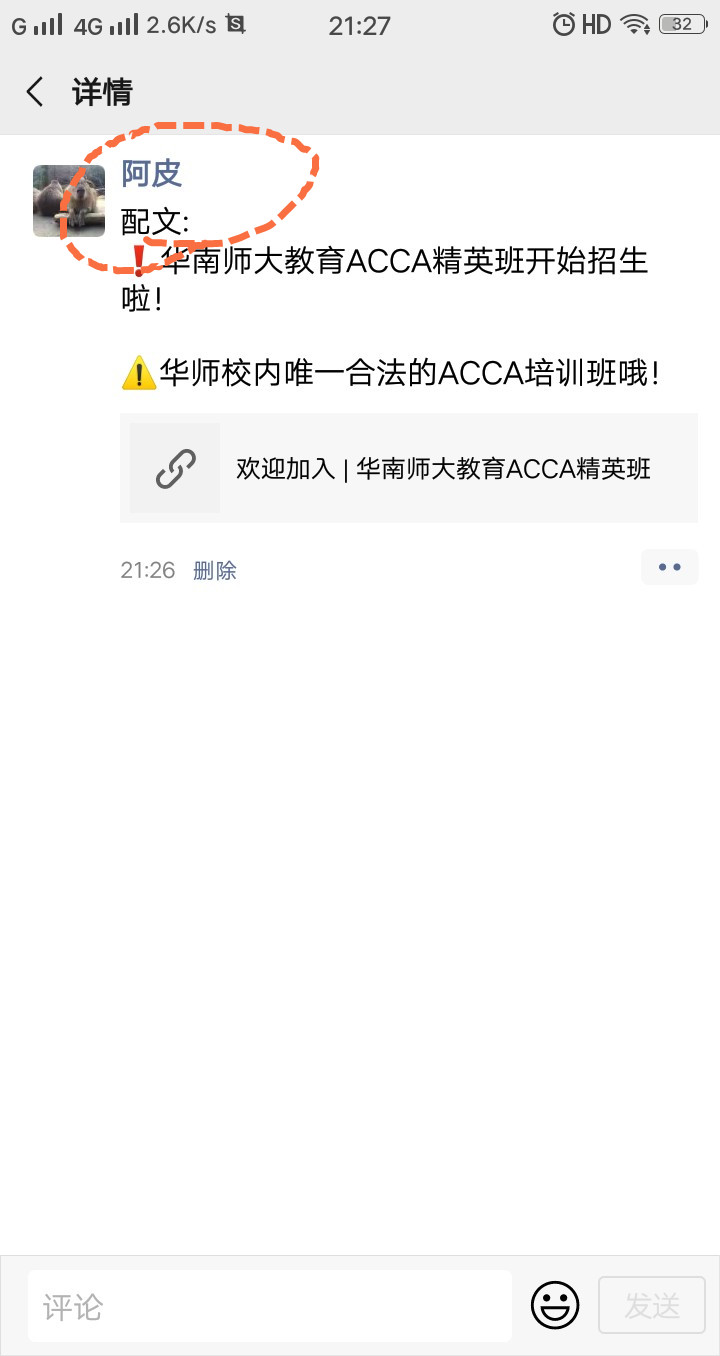 G 4G 2.6K/s 21:27 HD 32
详情
阿皮
配文:
❗华南师大教育ACCA精英班开始招生
啦!
⚠️华师校内唯一合法的ACCA培训班哦!
欢迎加入 | 华南师大教育ACCA精英班
21:26 删除
评论 发送